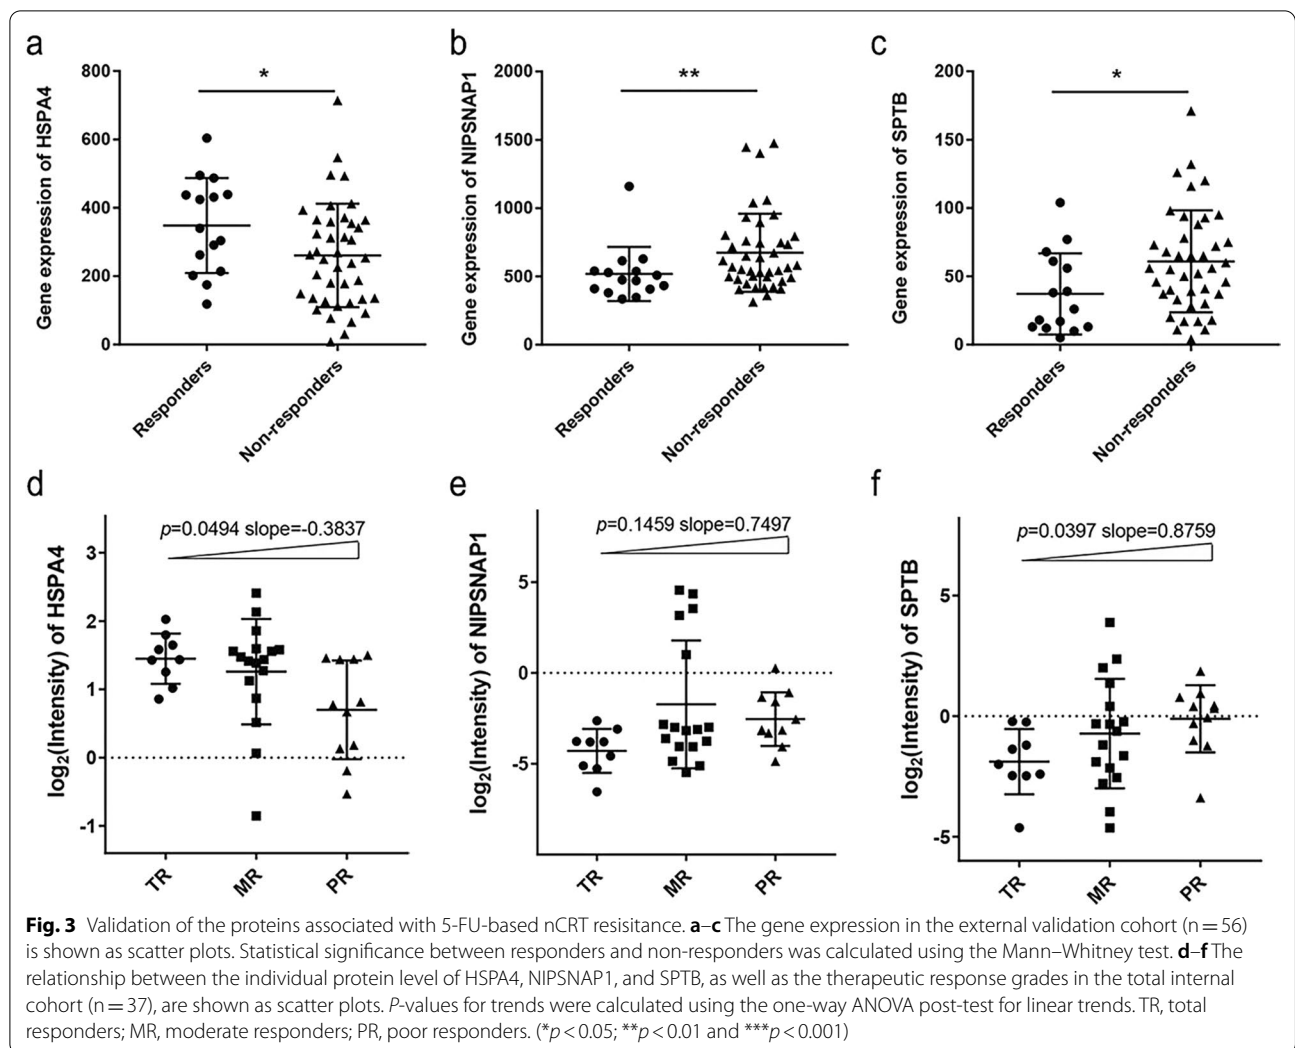 a
*
Gene expression of HSPA4
800
600
400
200
0
Responders
Non-responders
b
**
Gene expression of NIPSNAP1
2000
1500
1000
500
0
Responders
Non-responders
c
*
Gene expression of SPTB
200
150
100
50
0
Responders
Non-responders
d
p=0.0494 slope=-0.3837
log2(Intensity) of HSPA4
3
2
1
0
-1
TR
MR
PR
e
p=0.1459 slope=0.7497
log2(Intensity) of NIPSNAP1
5
0
-5
TR
MR
PR
f
p=0.0397 slope=0.8759
log2(Intensity) of SPTB
5
0
-5
TR
MR
PR
Fig. 3 Validation of the proteins associated with 5-FU-based nCRT resisitance. a–c The gene expression in the external validation cohort (n = 56)
is shown as scatter plots. Statistical significance between responders and non-responders was calculated using the Mann–Whitney test. d–f The
relationship between the individual protein level of HSPA4, NIPSNAP1, and SPTB, as well as the therapeutic response grades in the total internal
cohort (n = 37), are shown as scatter plots. P-values for trends were calculated using the one-way ANOVA post-test for linear trends. TR, total
responders; MR, moderate responders; PR, poor responders. (*p < 0.05; **p < 0.01 and ***p < 0.001)